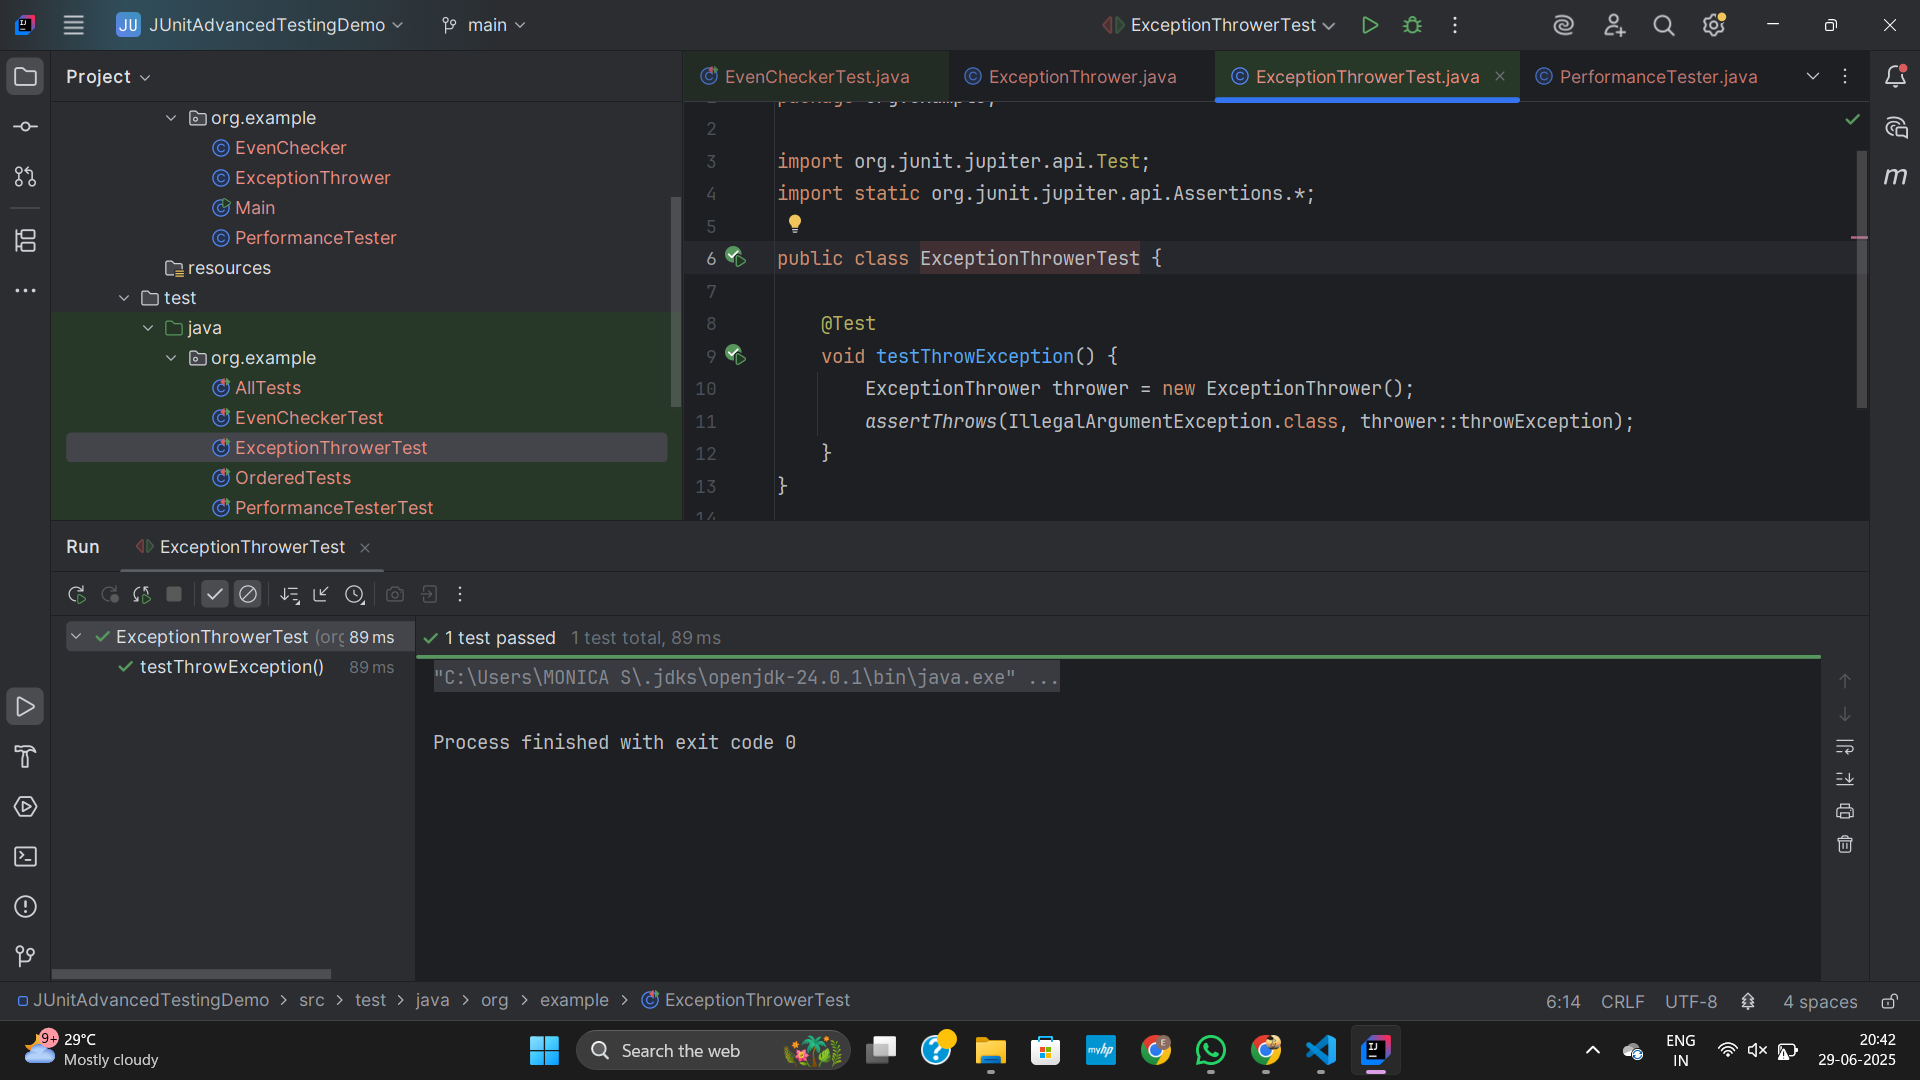 JU JUnitAdvancedTestingDemo main ExceptionThrowerTest
Project
EvenCheckerTest.java ExceptionThrower.java ExceptionThrowerTest.java PerformanceTester.java
org.example
EvenChecker
ExceptionThrower
Main
PerformanceTester
resources
test
java
org.example
AllTests
EvenCheckerTest
ExceptionThrowerTest
OrderedTests
PerformanceTesterTest
package org.example;
2
3 import org.junit.jupiter.api.Test;
4 import static org.junit.jupiter.api.Assertions.*;
5
6 public class ExceptionThrowerTest {
7
8 @Test
9 void testThrowException() {
10 ExceptionThrower thrower = new ExceptionThrower();
11 assertThrows(IllegalArgumentException.class, thrower::throwException);
12 }
13 }
14
Run ExceptionThrowerTest
ExceptionThrowerTest (org 89 ms
testThrowException() 89 ms
1 test passed 1 test total, 89 ms
"C:\Users\MONICA S\.jdks\openjdk-24.0.1\bin\java.exe" ...
Process finished with exit code 0
JUnitAdvancedTestingDemo > src > test > java > org > example > ExceptionThrowerTest
6:14 CRLF UTF-8 4 spaces
9+ 29°C
Mostly cloudy
Search the web
myhp
ENG
IN
20:42
29-06-2025